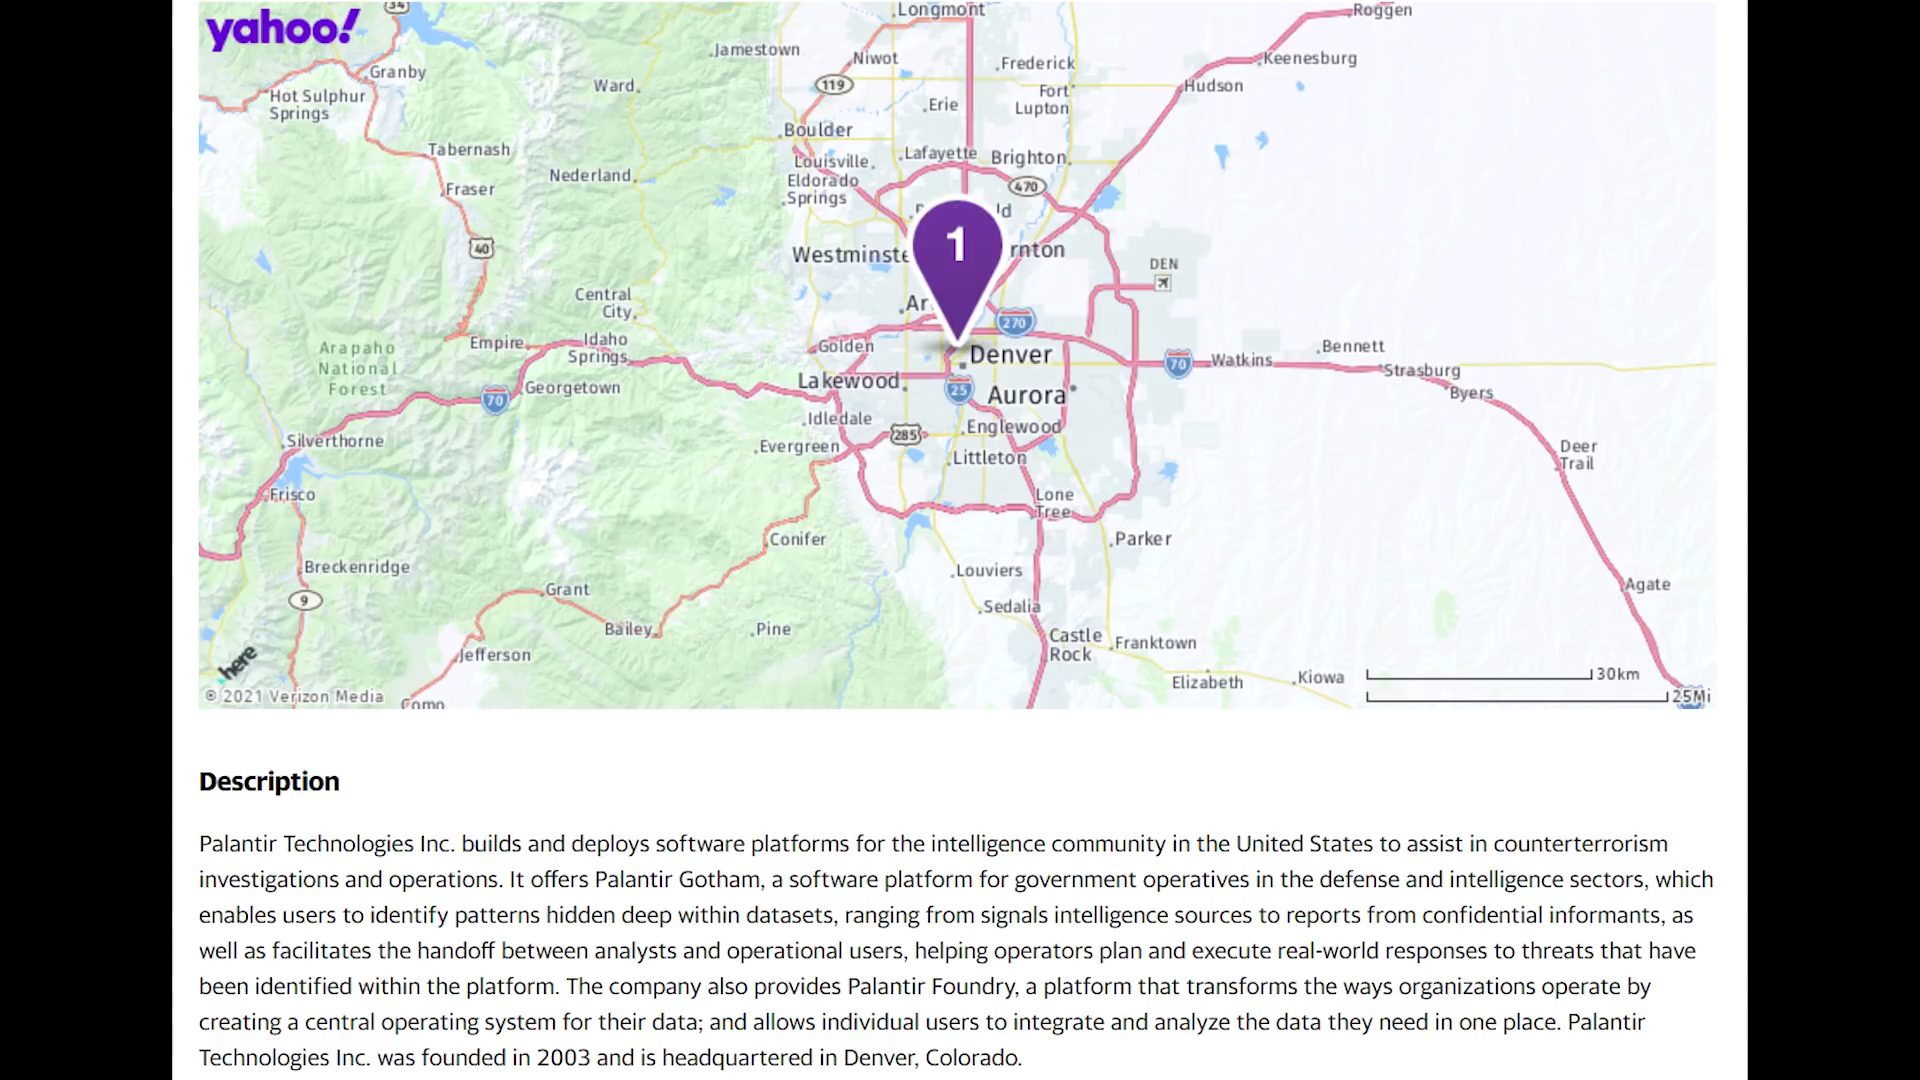 yahoo!
34
Longmont
Roggen
Jamestown
Niwot
Frederick
Keenesburg
Granby
Ward
119
Hudson
Hot Sulphur
Springs
Fort
Lupton
Erie
Boulder
Tabernash
Louisville
Lafayette
Brighton
Nederland
Eldorado
Springs
470
Fraser
ld
1
40
Westminste
rnton
DEN
Central
City
Ar
270
Empire
Idaho
Springs
Golden
Denver
Arapaho
National
Forest
Bennett
70
Watkins
Strasburg
Georgetown
70
Lakewood
25
Aurora
Byers
Idledale
285
Englewood
Silverthorne
Evergreen
Littleton
Deer
Trail
Frisco
Lone
Tree
Conifer
Parker
Breckenridge
Louviers
9
Grant
Sedalia
Agate
Bailey
Pine
Castle
Rock
Franktown
Jefferson
here
Elizabeth
Kiowa
30km
© 2021 Verizon Media
Como
25Mi
Description
Palantir Technologies Inc. builds and deploys software platforms for the intelligence community in the United States to assist in counterterrorism
investigations and operations. It offers Palantir Gotham, a software platform for government operatives in the defense and intelligence sectors, which
enables users to identify patterns hidden deep within datasets, ranging from signals intelligence sources to reports from confidential informants, as
well as facilitates the handoff between analysts and operational users, helping operators plan and execute real-world responses to threats that have
been identified within the platform. The company also provides Palantir Foundry, a platform that transforms the ways organizations operate by
creating a central operating system for their data; and allows individual users to integrate and analyze the data they need in one place. Palantir
Technologies Inc. was founded in 2003 and is headquartered in Denver, Colorado.